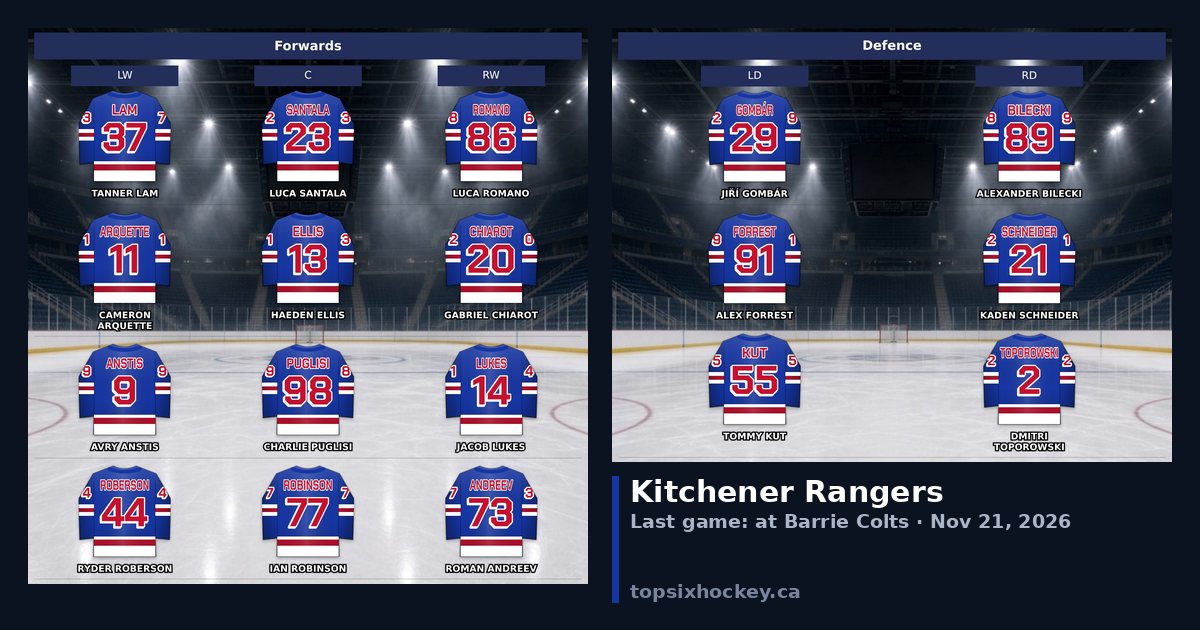 Forwards
LW
C
RW
LAM
3 37 7
TANNER LAM
SANTALA
2 23 3
LUCA SANTALA
ROMANO
8 86 6
LUCA ROMANO
ARQUETTE
1 11 1
CAMERON
ARQUETTE
ELLIS
1 13 3
HAEDEN ELLIS
CHIAROT
2 20 0
GABRIEL CHIAROT
ANSTIS
9 9 9
AVRY ANSTIS
PUGLISI
9 98 8
CHARLIE PUGLISI
LUKES
1 14 4
JACOB LUKES
ROBERSON
4 44 4
RYDER ROBERSON
ROBINSON
7 77 7
IAN ROBINSON
ANDREEV
7 73 3
ROMAN ANDREEV
Defence
LD
RD
GOMBÁR
2 29 9
JIŘÍ GOMBÁR
BILECKI
8 89 9
ALEXANDER BILECKI
FORREST
9 91 1
ALEX FORREST
SCHNEIDER
2 21 1
KADEN SCHNEIDER
KUT
5 55 5
TOMMY KUT
TOPOROWSKI
2 2 2
DMITRI
TOPOROWSKI
Kitchener Rangers
Last game: at Barrie Colts · Nov 21, 2026
topsixhockey.ca